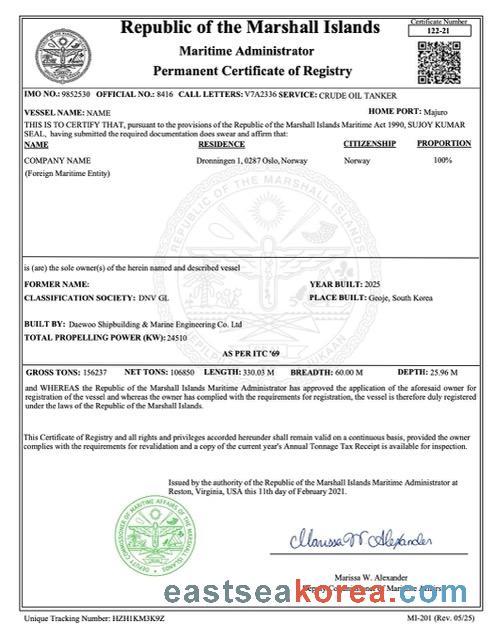 Republic of the Marshall Islands
Maritime Administrator
Permanent Certificate of Registry
Certificate Number
122-21
IMO NO.: 9852530 OFFICIAL NO.: 8416 CALL LETTERS: V7A2336 SERVICE: CRUDE OIL TANKER
VESSEL NAME: NAME HOME PORT: Majuro
THIS IS TO CERTIFY THAT, pursuant to the provisions of the Republic of the Marshall Islands Maritime Act 1990, SUJOY KUMAR
SEAL, having submitted the required documentation does swear and affirm that:
NAME RESIDENCE CITIZENSHIP PROPORTION
COMPANY NAME Dronningen 1, 0287 Oslo, Norway Norway 100%
(Foreign Maritime Entity)
is (are) the sole owner(s) of the herein named and described vessel
FORMER NAME: YEAR BUILT: 2025
CLASSIFICATION SOCIETY: DNV GL PLACE BUILT: Geoje, South Korea
BUILT BY: Daewoo Shipbuilding & Marine Engineering Co. Ltd
TOTAL PROPELLING POWER (KW): 24510
AS PER ITC '69
GROSS TONS: 156237 NET TONS: 106850 LENGTH: 330.03 M BREADTH: 60.00 M DEPTH: 25.96 M
and WHEREAS the Republic of the Marshall Islands Maritime Administrator has approved the application of the aforesaid owner for
registration of the vessel and whereas the owner has complied with the requirements for registration, the vessel is therefore duly registered
under the laws of the Republic of the Marshall Islands.
This Certificate of Registry and all rights and privileges accorded hereunder shall remain valid on a continuous basis, provided the owner
complies with the requirements for revalidation and a copy of the current year's Annual Tonnage Tax Receipt is available for inspection.
Issued by the authority of the Republic of the Marshall Islands Maritime Administrator at
Reston, Virginia, USA this 11th day of February 2021.
DEPUTY COMMISSIONER OF MARITIME AFFAIRS OF THE MARSHALL ISLANDS
Marissa W Alexander
Marissa W. Alexander
Deputy Commissioner of Maritime Affairs
eastseakorea.com
Unique Tracking Number: HZH1KM3K9Z MI-201 (Rev. 05/25)